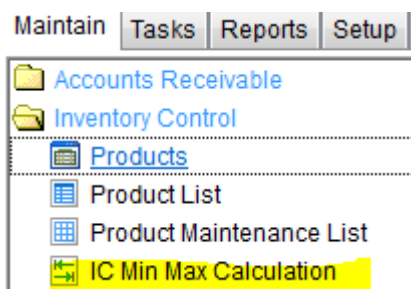 Maintain Tasks Reports Setup
Accounts Receivable
Inventory Control
Products
Product List
Product Maintenance List
IC Min Max Calculation